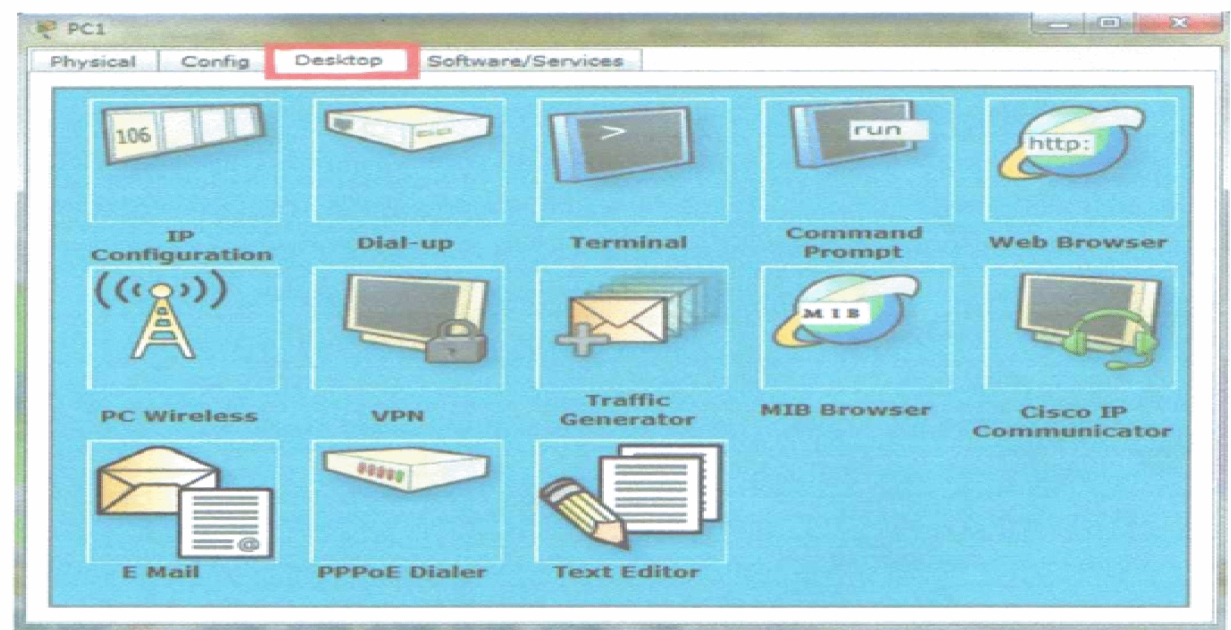 PC1
Physical Config Desktop Software/Services
106
>
run
http:
IP
Configuration
Dial-up
Terminal
Command
Prompt
Web Browser
PC Wireless
VPN
Traffic
Generator
MIB
MIB Browser
Cisco IP
Communicator
@
E Mail
PPPoE Dialer
Text Editor